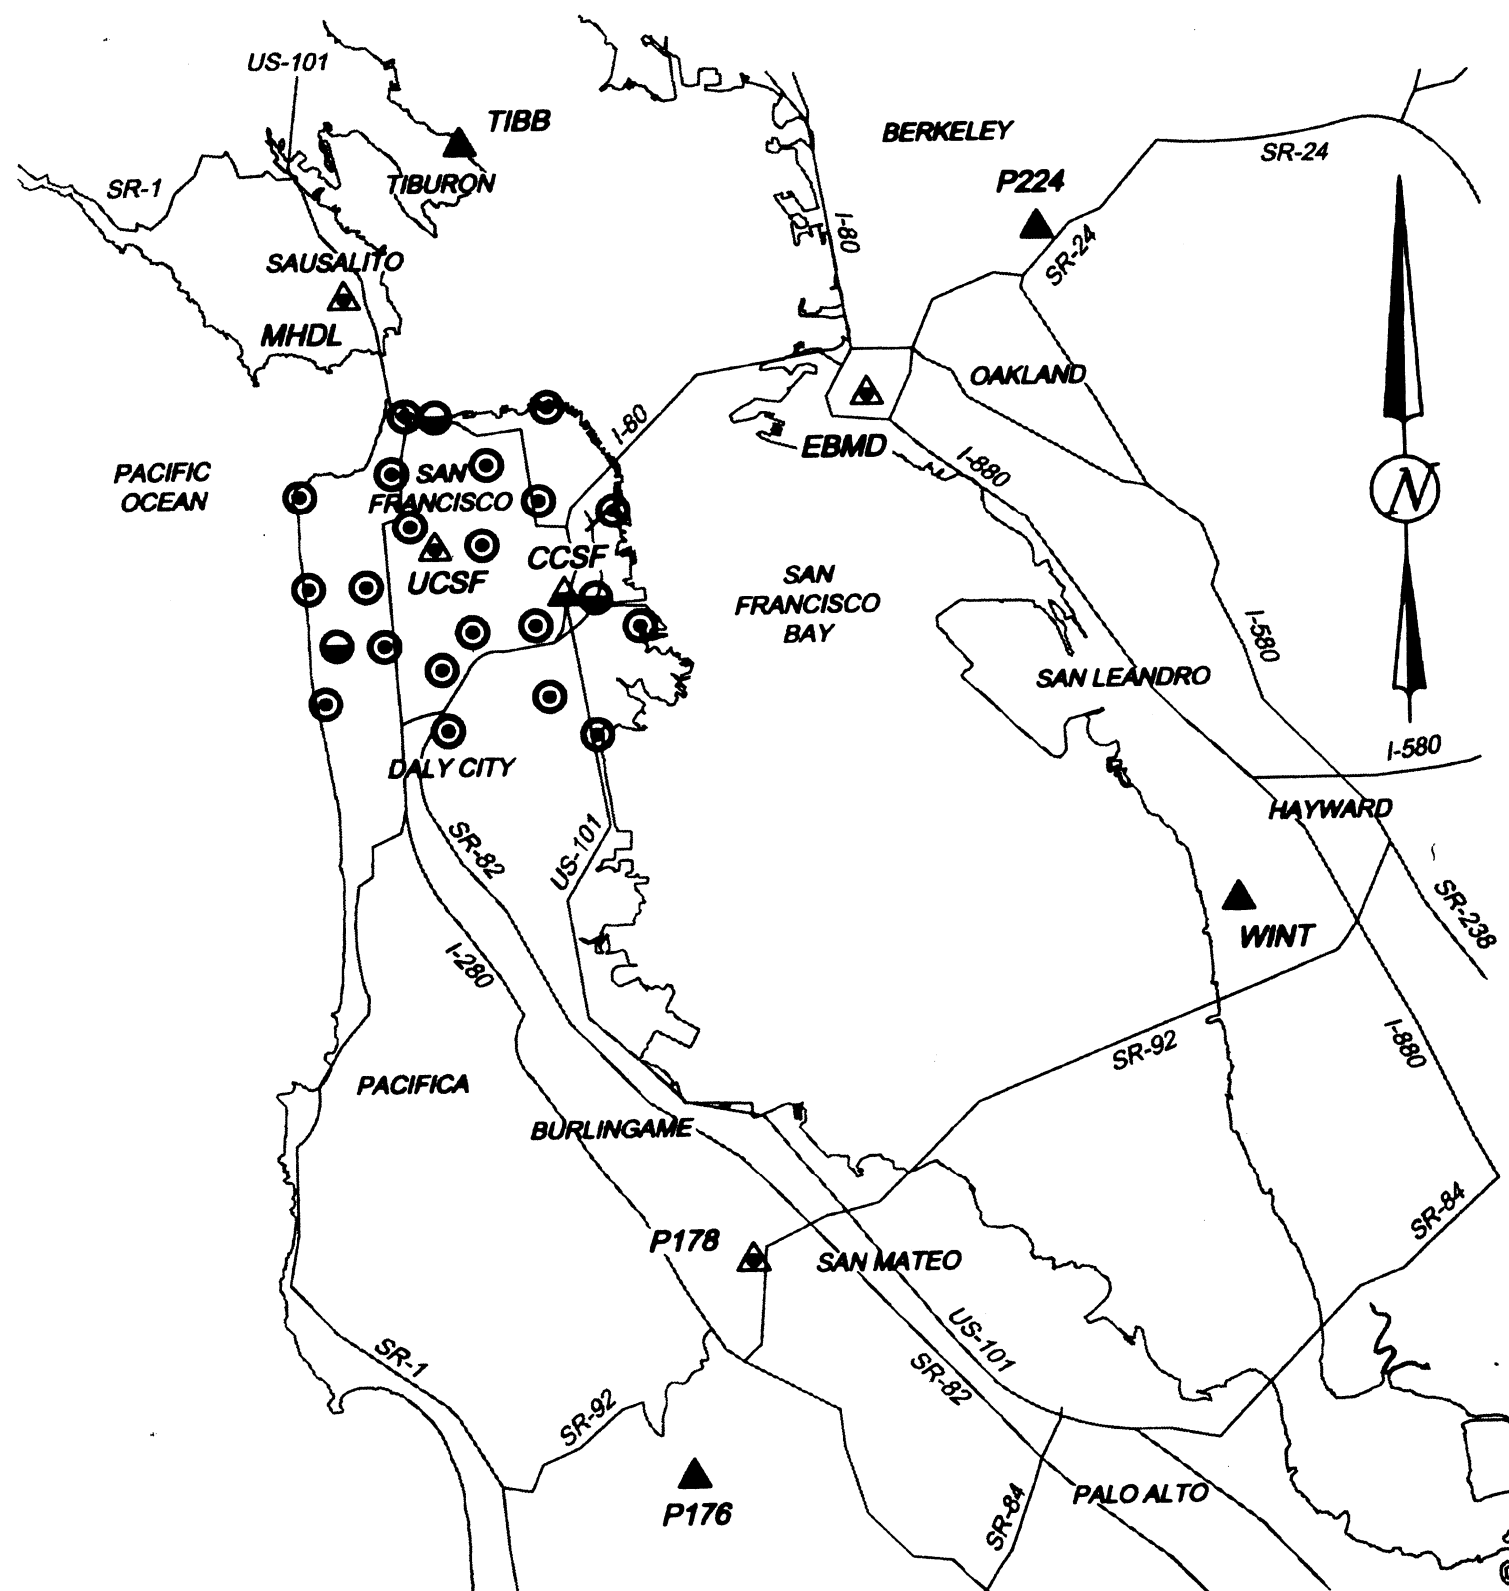 US-101
TIBB
BERKELEY
SR-24
SR-1
TIBURON
P224
I-80
SR-24
SAUSALITO
MHDL
OAKLAND
I-80
EBMD
I-880
PACIFIC
OCEAN
SAN
FRANCISCO
N
UCSF
CCSF
SAN
FRANCISCO
BAY
I-580
SAN LEANDRO
I-580
DALY CITY
HAYWARD
SR-82
US-101
SR-238
WINT
I-280
SR-92
I-880
PACIFICA
BURLINGAME
SR-84
P178
SAN MATEO
US-101
SR-1
SR-82
SR-92
PALO ALTO
SR-84
P176